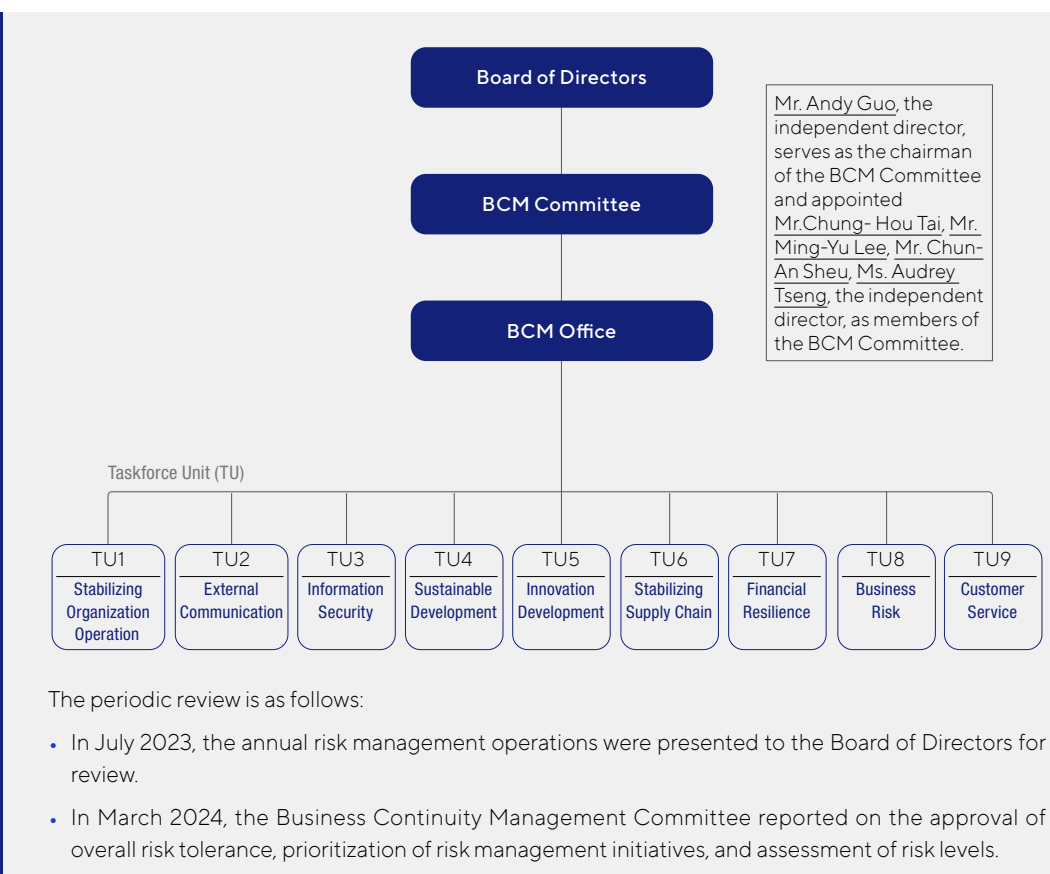 Board of Directors
Mr. Andy Guo, the
independent director,
serves as the chairman
of the BCM Committee
and appointed
Mr.Chung- Hou Tai, Mr.
Ming-Yu Lee, Mr. Chun-
An Sheu, Ms. Audrey
Tseng, the independent
director, as members of
the BCM Committee.
BCM Committee
BCM Office
Taskforce Unit (TU)
TU1
Stabilizing
Organization
Operation
TU2
External
Communication
TU3
Information
Security
TU4
Sustainable
Development
TU5
Innovation
Development
TU6
Stabilizing
Supply Chain
TU7
Financial
Resilience
TU8
Business
Risk
TU9
Customer
Service
The periodic review is as follows:
• In July 2023, the annual risk management operations were presented to the Board of Directors for
review.
• In March 2024, the Business Continuity Management Committee reported on the approval of
overall risk tolerance, prioritization of risk management initiatives, and assessment of risk levels.